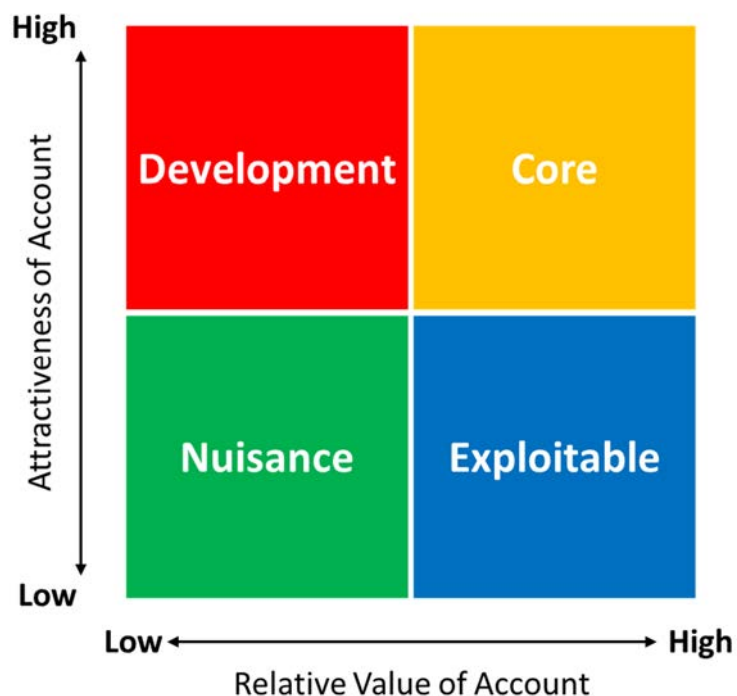 High
Attractiveness of Account
Development
Core
Nuisance
Exploitable
Low
Low
High
Relative Value of Account